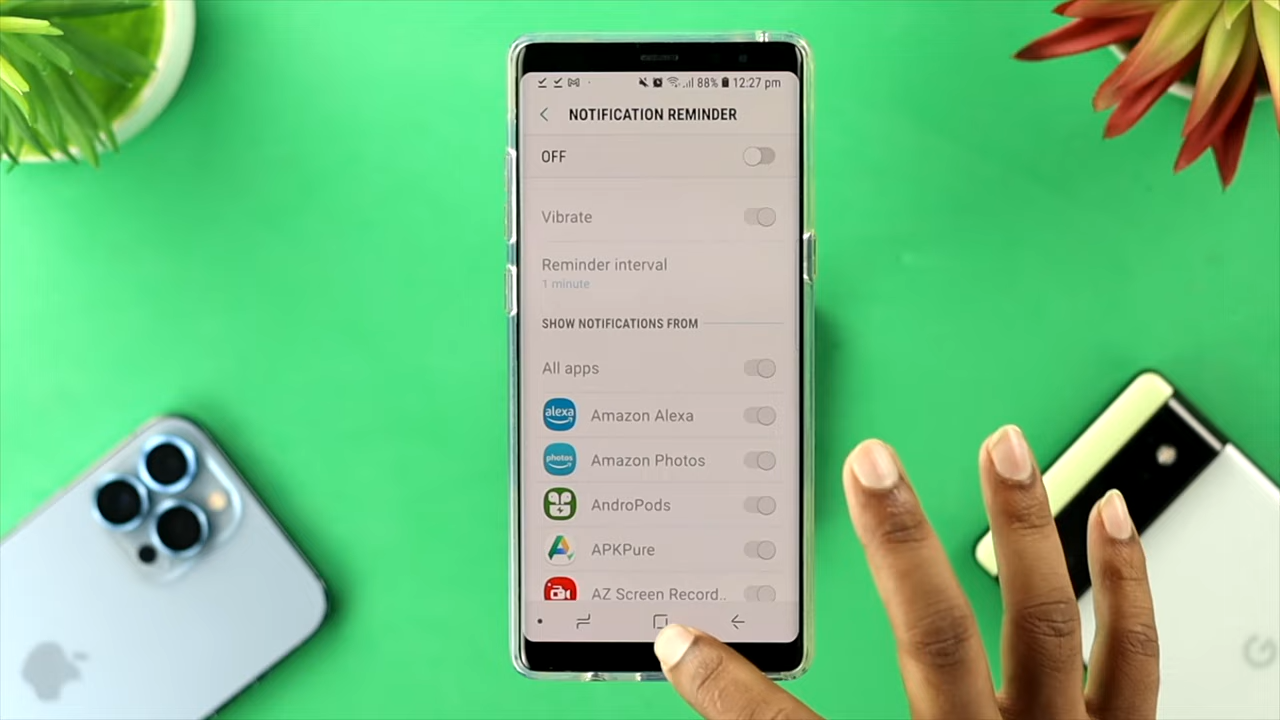 88% 12:27 pm
NOTIFICATION REMINDER
OFF
Vibrate
Reminder interval
1 minute
SHOW NOTIFICATIONS FROM
All apps
alexa Amazon Alexa
photos Amazon Photos
AndroPods
APKPure
AZ Screen Record..
G